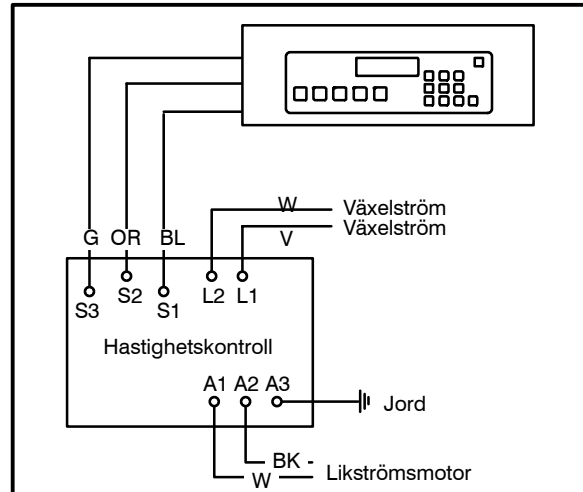 W Växelström
V Växelström
G OR BL
S3 S2 S1 L2 L1
Hastighetskontroll
A1 A2 A3
Jord
BK
W Likströmsmotor